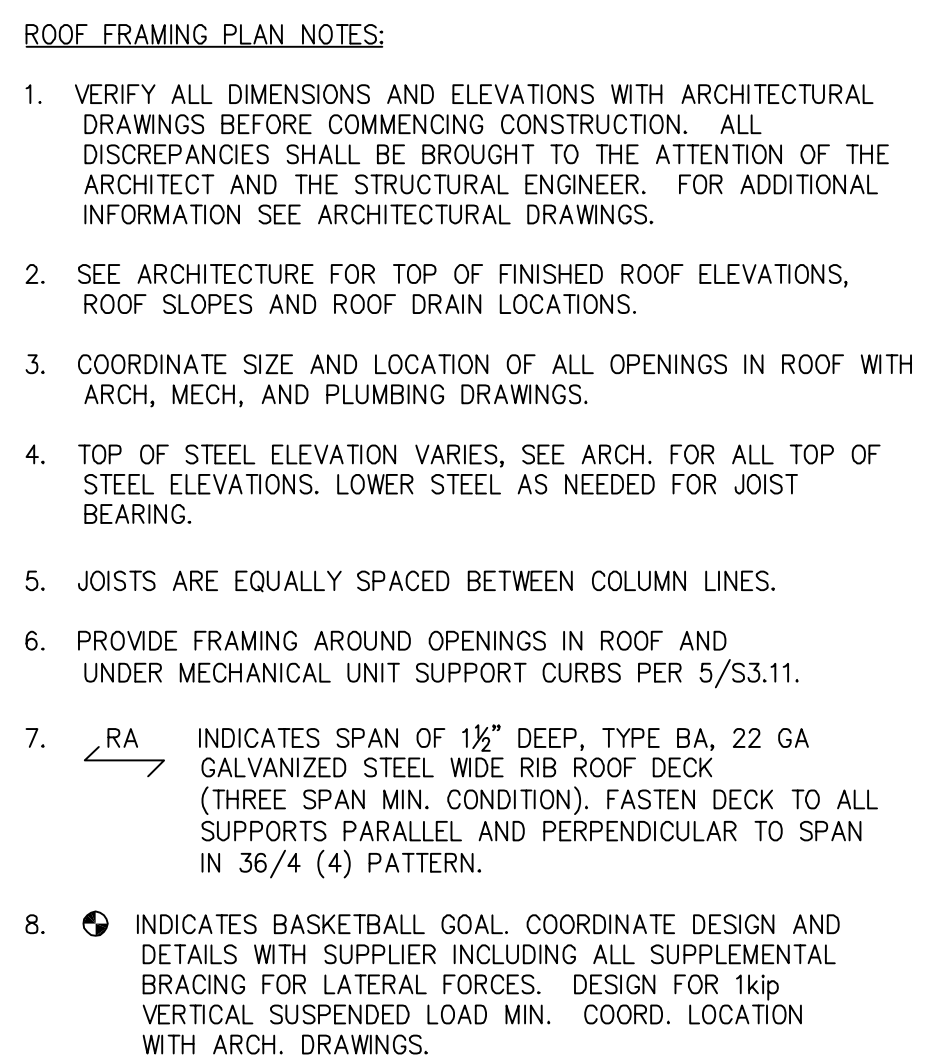 ROOF FRAMING PLAN NOTES:
1. VERIFY ALL DIMENSIONS AND ELEVATIONS WITH ARCHITECTURAL
DRAWINGS BEFORE COMMENCING CONSTRUCTION. ALL
DISCREPANCIES SHALL BE BROUGHT TO THE ATTENTION OF THE
ARCHITECT AND THE STRUCTURAL ENGINEER. FOR ADDITIONAL
INFORMATION SEE ARCHITECTURAL DRAWINGS.
2. SEE ARCHITECTURE FOR TOP OF FINISHED ROOF ELEVATIONS,
ROOF SLOPES AND ROOF DRAIN LOCATIONS.
3. COORDINATE SIZE AND LOCATION OF ALL OPENINGS IN ROOF WITH
ARCH, MECH, AND PLUMBING DRAWINGS.
4. TOP OF STEEL ELEVATION VARIES, SEE ARCH. FOR ALL TOP OF
STEEL ELEVATIONS. LOWER STEEL AS NEEDED FOR JOIST
BEARING.
5. JOISTS ARE EQUALLY SPACED BETWEEN COLUMN LINES.
6. PROVIDE FRAMING AROUND OPENINGS IN ROOF AND
UNDER MECHANICAL UNIT SUPPORT CURBS PER 5/S3.11.
7. RA INDICATES SPAN OF 1½” DEEP, TYPE BA, 22 GA
GALVANIZED STEEL WIDE RIB ROOF DECK
(THREE SPAN MIN. CONDITION). FASTEN DECK TO ALL
SUPPORTS PARALLEL AND PERPENDICULAR TO SPAN
IN 36/4 (4) PATTERN.
8. INDICATES BASKETBALL GOAL. COORDINATE DESIGN AND
DETAILS WITH SUPPLIER INCLUDING ALL SUPPLEMENTAL
BRACING FOR LATERAL FORCES. DESIGN FOR 1kip
VERTICAL SUSPENDED LOAD MIN. COORD. LOCATION
WITH ARCH. DRAWINGS.